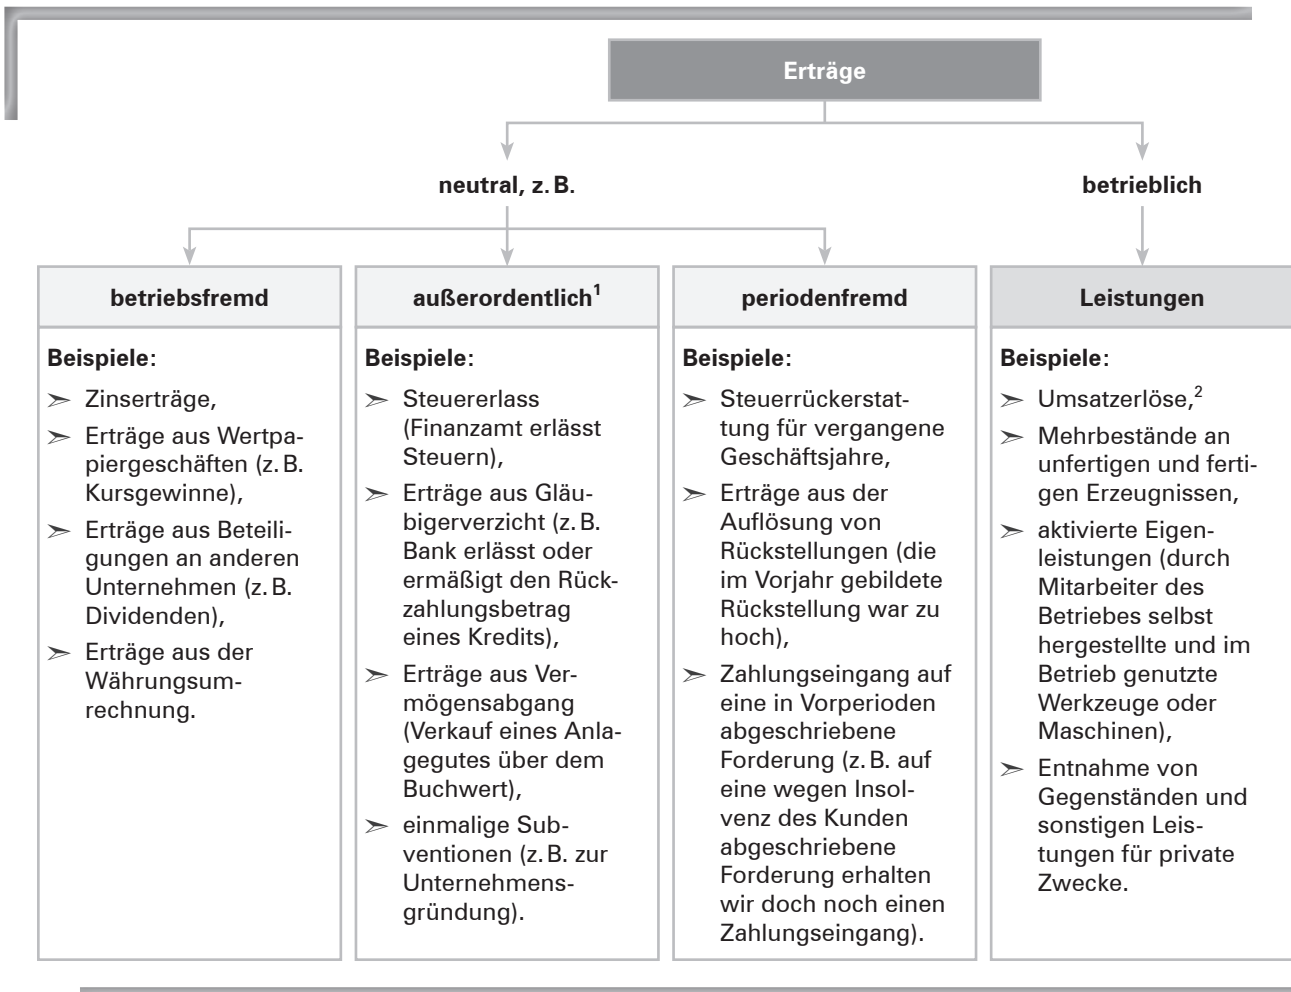 Erträge
neutral, z. B.
betrieblich
betriebsfremd
Beispiele:
➢ Zinserträge,
➢ Erträge aus Wertpa-
piergeschäften (z. B.
Kursgewinne),
➢ Erträge aus Beteili-
gungen an anderen
Unternehmen (z. B.
Dividenden),
➢ Erträge aus der
Währungsum-
rechnung.
außerordentlich¹
Beispiele:
➢ Steuererlass
(Finanzamt erlässt
Steuern),
➢ Erträge aus Gläu-
bigerverzicht (z. B.
Bank erlässt oder
ermäßigt den Rück-
zahlungsbetrag
eines Kredits),
➢ Erträge aus Ver-
mögensabgang
(Verkauf eines Anla-
gegutes über dem
Buchwert),
➢ einmalige Sub-
ventionen (z. B. zur
Unternehmens-
gründung).
periodenfremd
Beispiele:
➢ Steuerrückerstat-
tung für vergangene
Geschäftsjahre,
➢ Erträge aus der
Auflösung von
Rückstellungen (die
im Vorjahr gebildete
Rückstellung war zu
hoch),
➢ Zahlungseingang auf
eine in Vorperioden
abgeschriebene
Forderung (z. B. auf
eine wegen Insol-
venz des Kunden
abgeschriebene
Forderung erhalten
wir doch noch einen
Zahlungseingang).
Leistungen
Beispiele:
➢ Umsatzerlöse,²
➢ Mehrbestände an
unfertigen und ferti-
gen Erzeugnissen,
➢ aktivierte Eigen-
leistungen (durch
Mitarbeiter des
Betriebes selbst
hergestellte und im
Betrieb genutzte
Werkzeuge oder
Maschinen),
➢ Entnahme von
Gegenständen und
sonstigen Leis-
tungen für private
Zwecke.